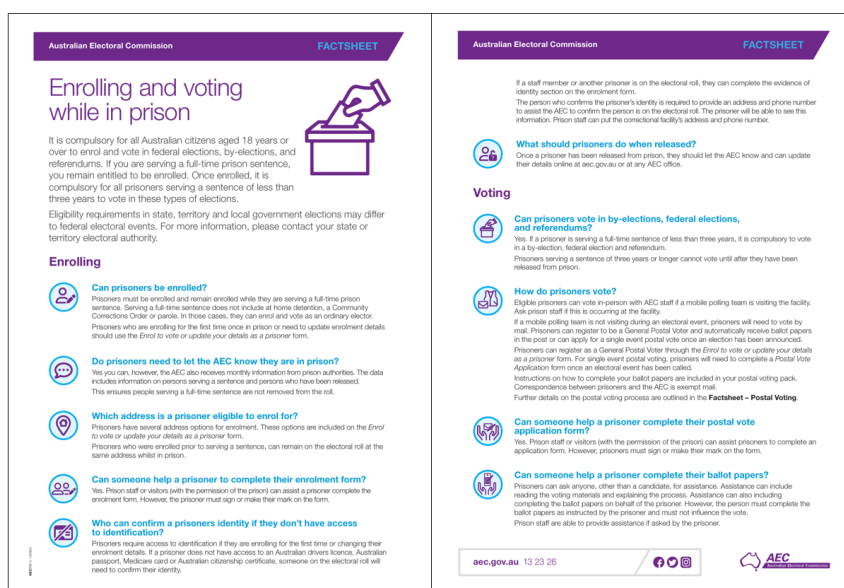 Australian Electoral Commission
FACTSHEET
Enrolling and voting
while in prison
It is compulsory for all Australian citizens aged 18 years or
over to enrol and vote in federal elections, by-elections, and
referendums. If you are serving a full-time prison sentence,
you remain entitled to be enrolled. Once enrolled, it is
compulsory for all prisoners serving a sentence of less than
three years to vote in these types of elections.
Eligibility requirements in state, territory and local government elections may differ
to federal electoral events. For more information, please contact your state or
territory electoral authority.
Enrolling
Can prisoners be enrolled?
Prisoners must be enrolled and remain enrolled while they are serving a full-time prison
sentence. Serving a full-time sentence does not include at home detention, a Community
Corrections Order or parole. In those cases, they can enrol and vote as an ordinary elector.
Prisoners who are enrolling for the first time once in prison or need to update enrolment details
should use the Enrol to vote or update your details as a prisoner form.
Do prisoners need to let the AEC know they are in prison?
Yes you can, however, the AEC also receives monthly information from prison authorities. The data
includes information on persons serving a sentence and persons who have been released.
This ensures people serving a full-time sentence are not removed from the roll.
Which address is a prisoner eligible to enrol for?
Prisoners have several address options for enrolment. These options are included on the Enrol
to vote or update your details as a prisoner form.
Prisoners who were enrolled prior to serving a sentence, can remain on the electoral roll at the
same address whilst in prison.
Can someone help a prisoner to complete their enrolment form?
Yes. Prison staff or visitors (with the permission of the prison) can assist a prisoner complete the
enrolment form. However, the prisoner must sign or make their mark on the form.
Who can confirm a prisoners identity if they don't have access
to identification?
Prisoners require access to identification if they are enrolling for the first time or changing their
enrolment details. If a prisoner does not have access to an Australian drivers licence, Australian
passport, Medicare card or Australian citizenship certificate, someone on the electoral roll will
need to confirm their identity.
Australian Electoral Commission
FACTSHEET
If a staff member or another prisoner is on the electoral roll, they can complete the evidence of
identity section on the enrolment form.
The person who confirms the prisoner's identity is required to provide an address and phone number
to assist the AEC to confirm the person is on the electoral roll. The prisoner will be able to see this
information. Prison staff can put the correctional facility's address and phone number.
What should prisoners do when released?
Once a prisoner has been released from prison, they should let the AEC know and can update
their details online at aec.gov.au or at any AEC office.
Voting
Can prisoners vote in by-elections, federal elections,
and referendums?
Yes. If a prisoner is serving a full-time sentence of less than three years, it is compulsory to vote
in a by-election, federal election and referendum.
Prisoners serving a sentence of three years or longer cannot vote until after they have been
released from prison.
How do prisoners vote?
Eligible prisoners can vote in-person with AEC staff if a mobile polling team is visiting the facility.
Ask prison staff if this is occurring at the facility.
If a mobile polling team is not visiting during an electoral event, prisoners will need to vote by
mail. Prisoners can register to be a General Postal Voter and automatically receive ballot papers
in the post or can apply for a single event postal vote once an election has been announced.
Prisoners can register as a General Postal Voter through the Enrol to vote or update your details
as a prisoner form. For single event postal voting, prisoners will need to complete a Postal Vote
Application form once an electoral event has been called.
Instructions on how to complete your ballot papers are included in your postal voting pack.
Correspondence between prisoners and the AEC is exempt mail.
Further details on the postal voting process are outlined in the Factsheet – Postal Voting.
Can someone help a prisoner complete their postal vote
application form?
Yes. Prison staff or visitors (with the permission of the prison) can assist prisoners to complete an
application form. However, prisoners must sign or make their mark on the form.
Can someone help a prisoner complete their ballot papers?
Prisoners can ask anyone, other than a candidate, for assistance. Assistance can include
reading the voting materials and explaining the process. Assistance can also including
completing the ballot papers on behalf of the prisoner. However, the person must complete the
ballot papers as instructed by the prisoner and must not influence the vote.
Prison staff are able to provide assistance if asked by the prisoner.
aec.gov.au 13 23 26
AEC
Australian Electoral Commission